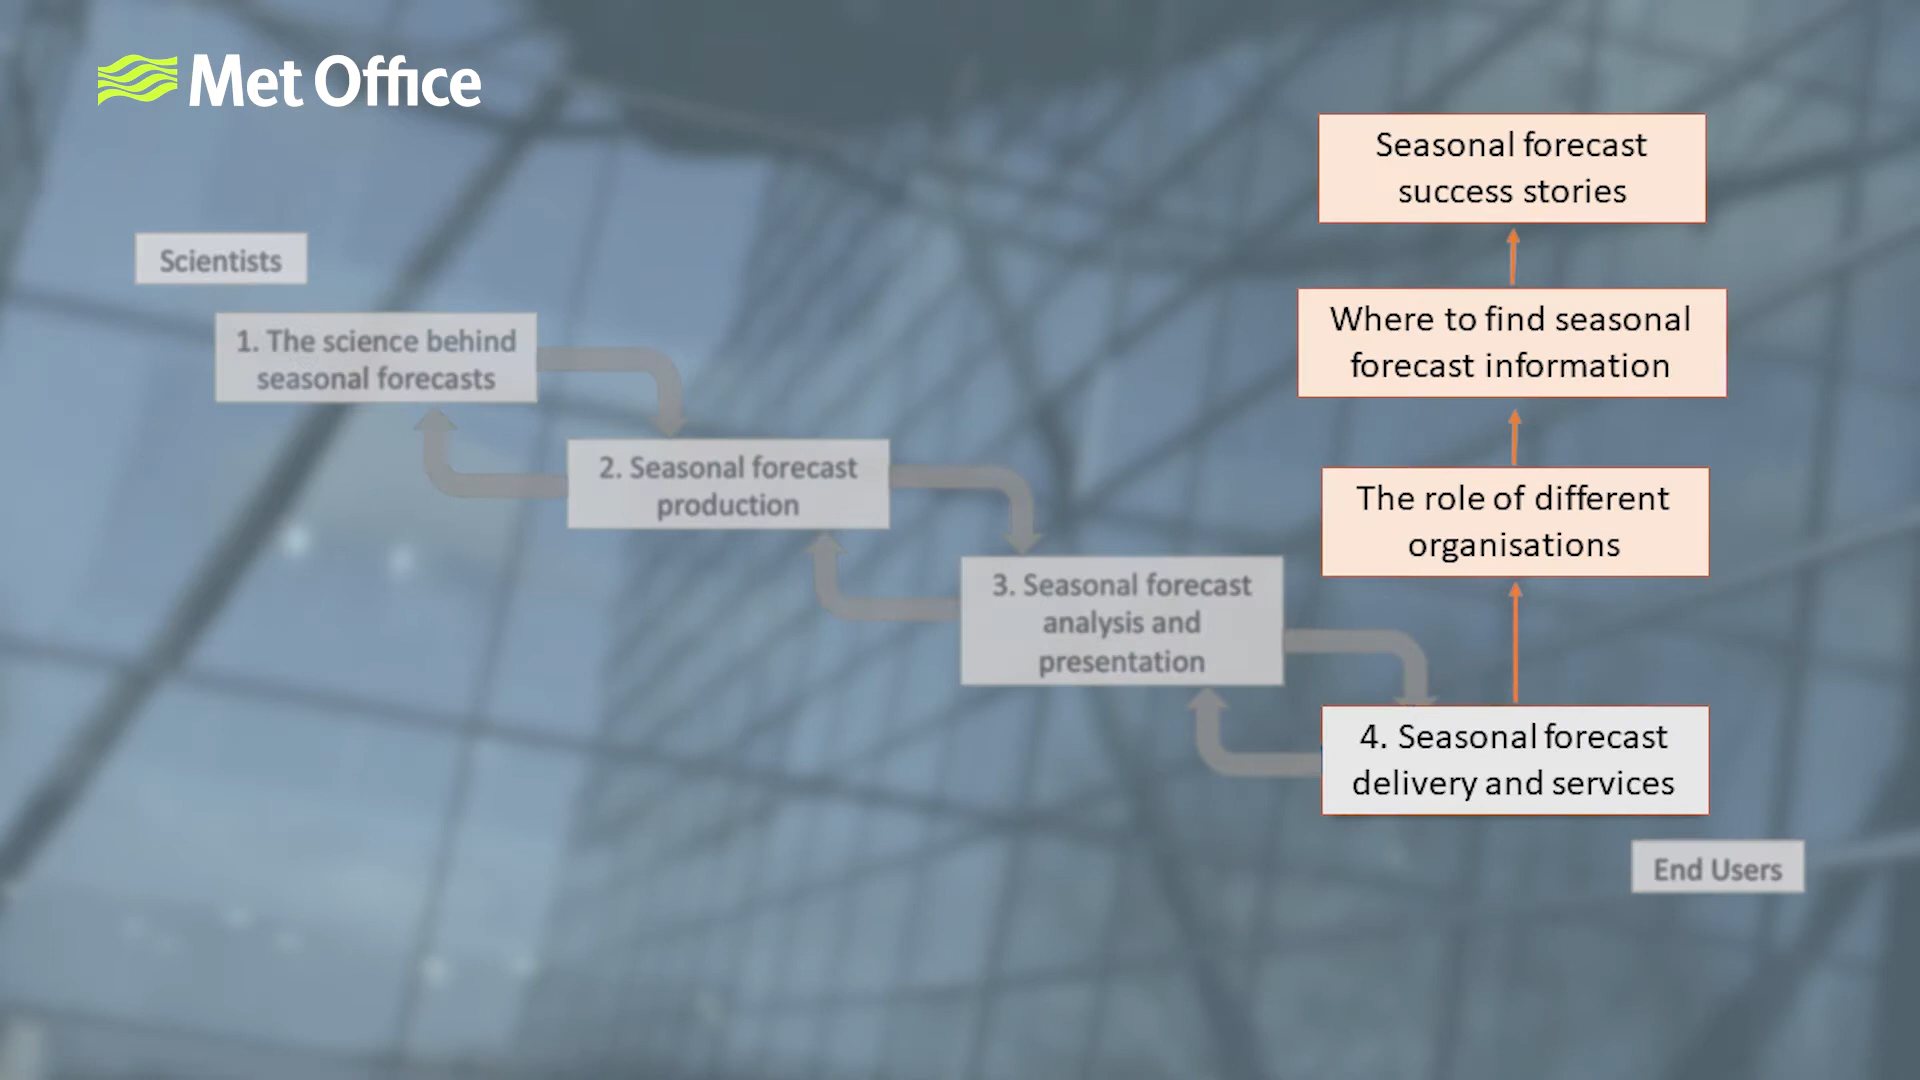 Met Office
Scientists
1. The science behind
seasonal forecasts
2. Seasonal forecast
production
3. Seasonal forecast
analysis and
presentation
4. Seasonal forecast
delivery and services
The role of different
organisations
Where to find seasonal
forecast information
Seasonal forecast
success stories
End Users